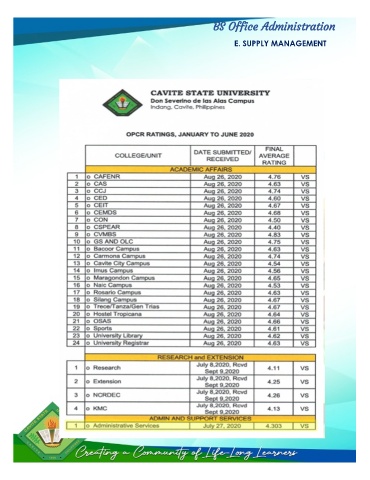 BS Office Administration
E. SUPPLY MANAGEMENT
CAVITE STATE UNIVERSITY
Don Severino de las Alas Campus
Indang, Cavite, Philippines
OPCR RATINGS, JANUARY TO JUNE 2020
COLLEGE/UNIT DATE SUBMITTED/ RECEIVED FINAL AVERAGE RATING
ACADEMIC AFFAIRS
1 o CAFENR Aug 26, 2020 4.76 VS
2 o CAS Aug 26, 2020 4.63 VS
3 o CCJ Aug 26, 2020 4.74 VS
4 o CED Aug 26, 2020 4.60 VS
5 o CEIT Aug 26, 2020 4.67 VS
6 o CEMDS Aug 26, 2020 4.68 VS
7 o CON Aug 26, 2020 4.50 VS
8 o CSPEAR Aug 26, 2020 4.40 VS
9 o CVMBS Aug 26, 2020 4.83 VS
10 o GS AND OLC Aug 26, 2020 4.75 VS
11 o Bacoor Campus Aug 26, 2020 4.63 VS
12 o Carmona Campus Aug 26, 2020 4.74 VS
13 o Cavite City Campus Aug 26, 2020 4.54 VS
14 o Imus Campus Aug 26, 2020 4.56 VS
15 o Maragondon Campus Aug 26, 2020 4.65 VS
16 o Naic Campus Aug 26, 2020 4.53 VS
17 o Rosario Campus Aug 26, 2020 4.63 VS
18 o Silang Campus Aug 26, 2020 4.67 VS
19 o Trece/Tanza/Gen Trias Aug 26, 2020 4.67 VS
20 o Hostel Tropicana Aug 26, 2020 4.64 VS
21 o OSAS Aug 26, 2020 4.66 VS
22 o Sports Aug 26, 2020 4.61 VS
23 o University Library Aug 26, 2020 4.62 VS
24 o University Registrar Aug 26, 2020 4.63 VS
RESEARCH and EXTENSION
1 o Research July 8,2020, Rcvd Sept 9,2020 4.11 VS
2 o Extension July 8,2020, Rcvd Sept 9,2020 4.25 VS
3 o NCRDEC July 8,2020, Rcvd Sept 9,2020 4.26 VS
4 o KMC July 8,2020, Rcvd Sept 9,2020 4.13 VS
ADMIN AND SUPPORT SERVICES
1 o Administrative Services July 27, 2020 4.303 VS
Creating a Community of Life-Long Learners